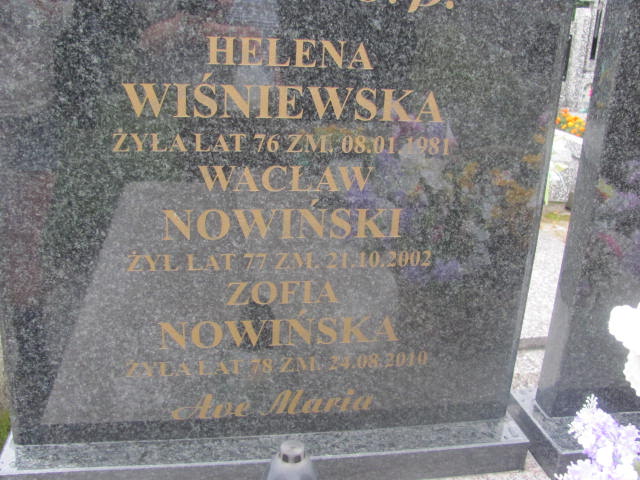 Ś.P.
HELENA
WIŚNIEWSKA
ŻYŁA LAT 76 ZM. 08.01.1981
WACŁAW
NOWIŃSKI
ŻYŁ LAT 77 ZM. 21.10.2002
ZOFIA
NOWIŃSKA
ŻYŁA LAT 78 ZM. 24.08.2010
Ave Maria